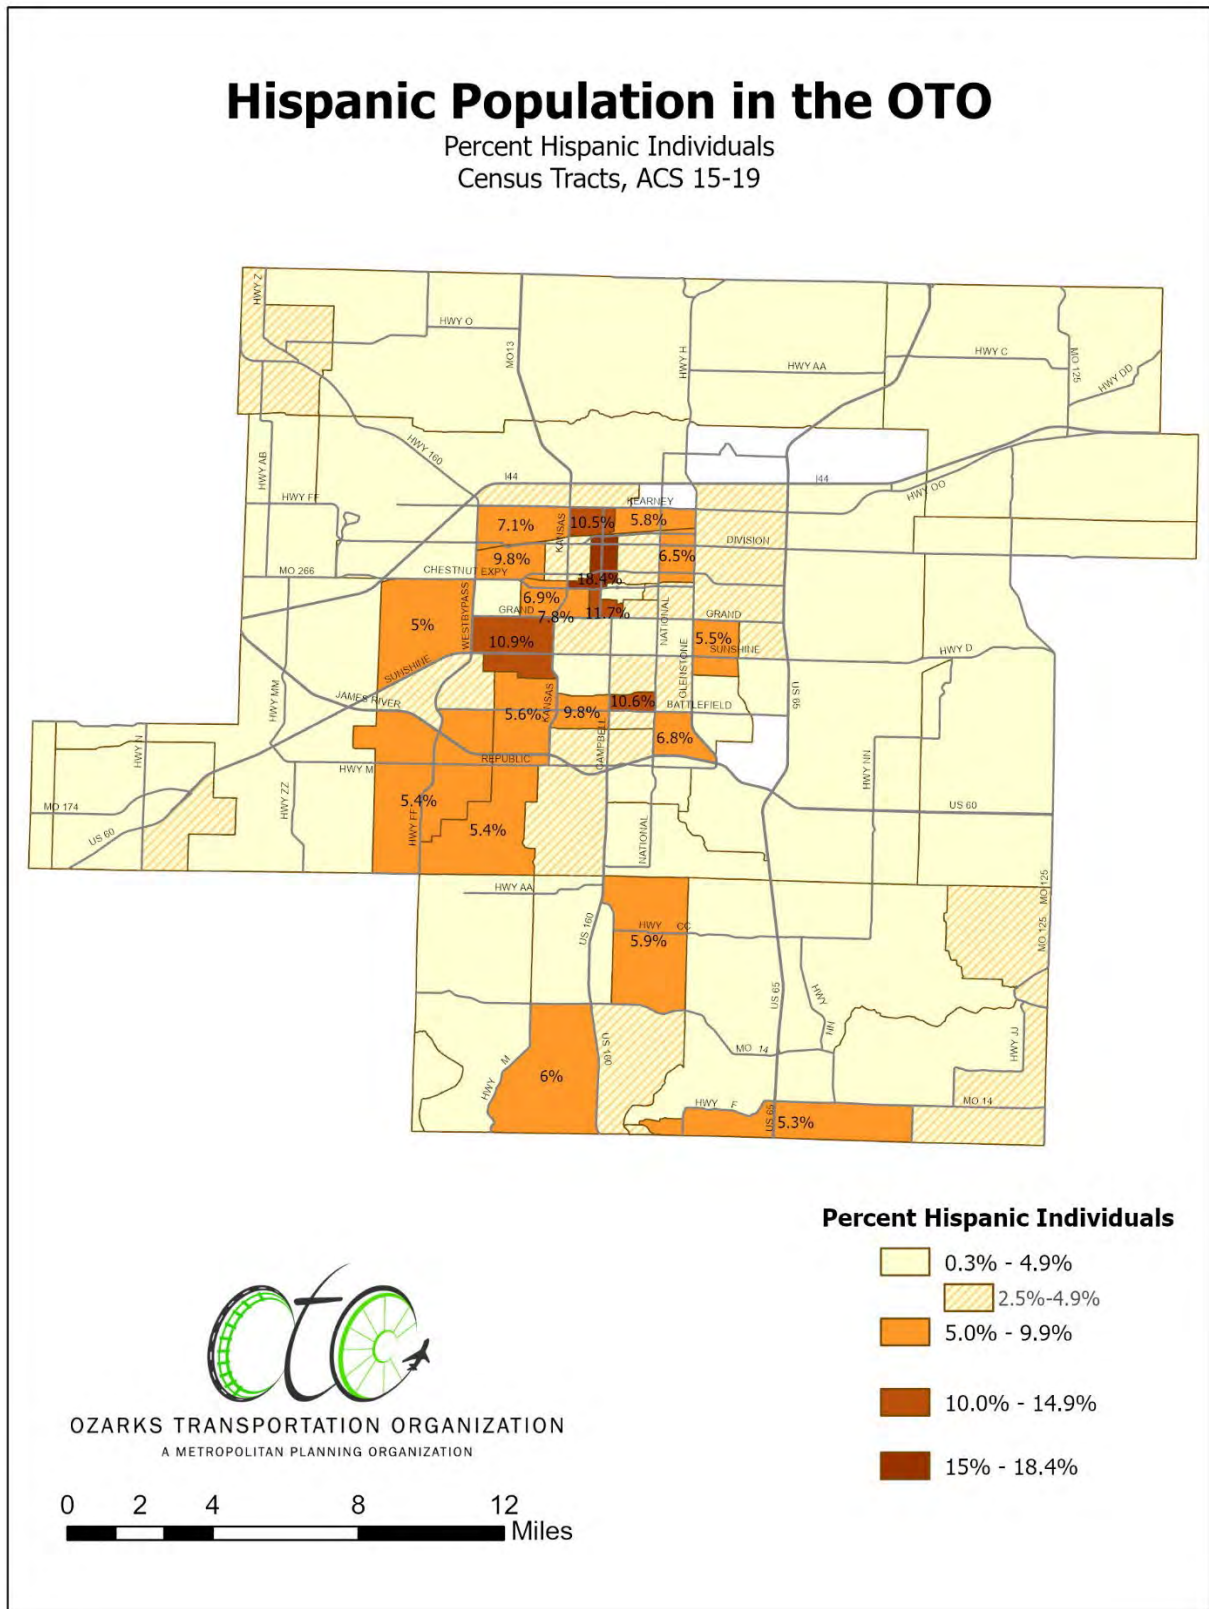 Hispanic Population in the OTO
Percent Hispanic Individuals
Census Tracts, ACS 15-19
HWY Z
HWY O
MO13
HWY H
HWY AA
HWY C
MO 125
HWY DD
HWY 160
HWY AB
I44
I44
HWY OO
HWY FF
KEARNEY
7.1%
KANSAS
10.5%
5.8%
DIVISION
9.8%
6.5%
MO 266
CHESTNUT EXPY
18.4%
WESTBYPASS
6.9%
GRAND
7.8%
11.7%
NATIONAL
GRAND
5%
10.9%
5.5%
SUNSHINE
HWY D
SUNSHINE
GLENSTONE
HWY MM
JAMES RIVER
KANSAS
5.6%
9.8%
10.6%
BATTLEFIELD
US 65
CAMPBELL
6.8%
HWY N
HWY M
REPUBLIC
HWY NN
HWY ZZ
MO 174
US 60
5.4%
HWY FF
5.4%
NATIONAL
US 60
HWY AA
MO 125
US 160
HWY CC
5.9%
MO 125
US 65
HWY NN
HWY M
US 160
MO 14
HWY JJ
6%
HWY F
US 65
5.3%
MO 14
Percent Hispanic Individuals
0.3% - 4.9%
2.5%-4.9%
5.0% - 9.9%
10.0% - 14.9%
15% - 18.4%
oto
OZARKS TRANSPORTATION ORGANIZATION
A METROPOLITAN PLANNING ORGANIZATION
0 2 4 8 12
Miles